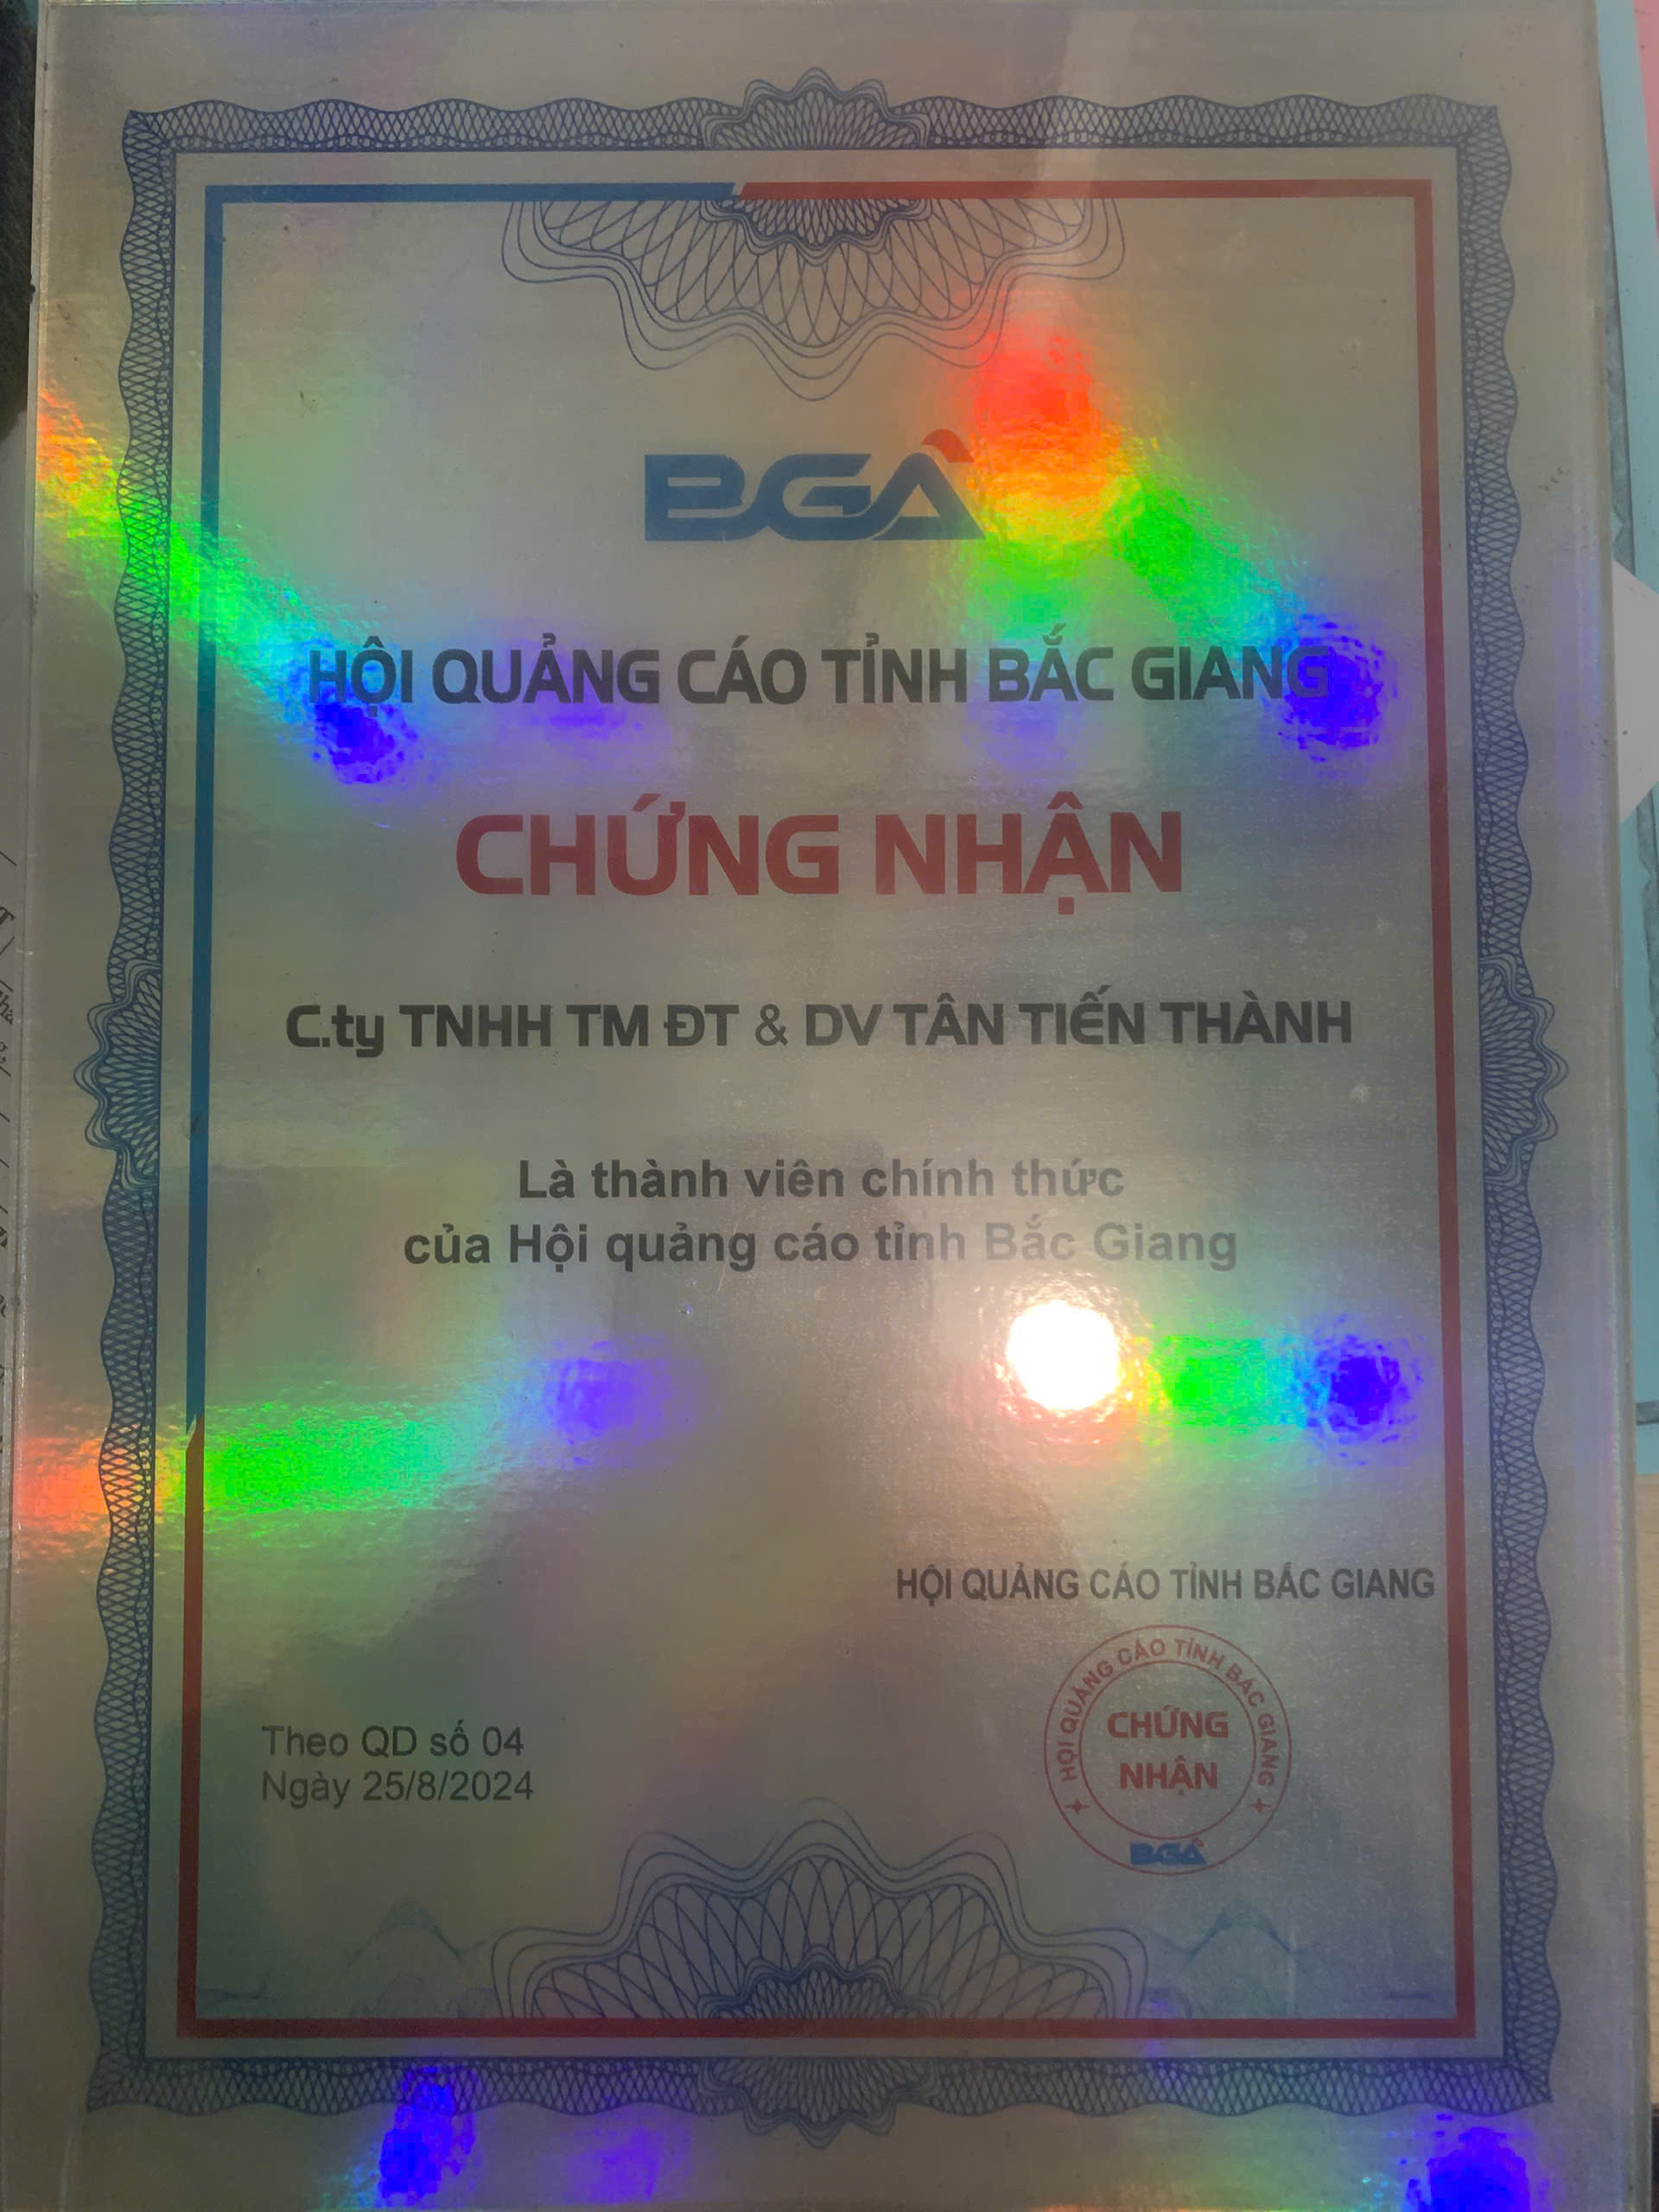 BGA
HỘI QUẢNG CÁO TỈNH BẮC GIANG
CHỨNG NHẬN
C.ty TNHH TM ĐT & DV TÂN TIẾN THÀNH
Là thành viên chính thức
của Hội quảng cáo tỉnh Bắc Giang
HỘI QUẢNG CÁO TỈNH BẮC GIANG
HỘI QUẢNG CÁO TỈNH BẮC GIANG
CHỨNG
NHẬN
BGA
Theo QD số 04
Ngày 25/8/2024